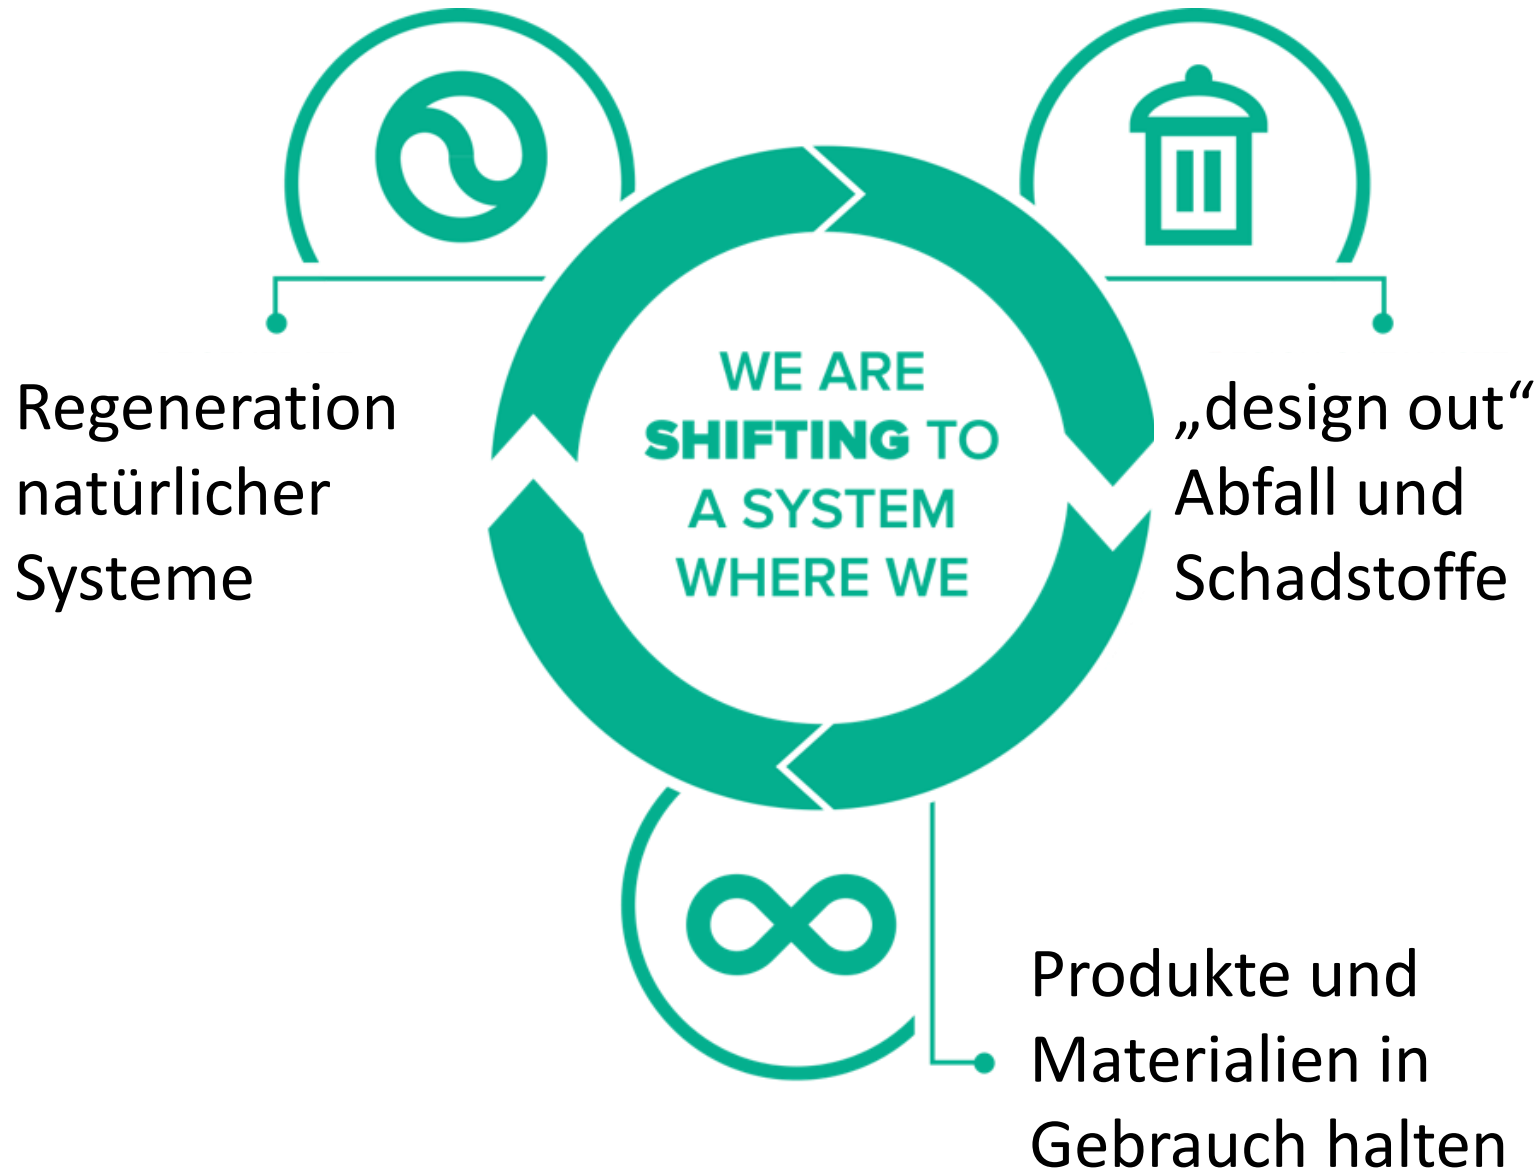 WE ARE
SHIFTING TO
A SYSTEM
WHERE WE
Regeneration
natürlicher
Systeme
„design out“
Abfall und
Schadstoffe
Produkte und
Materialien in
Gebrauch halten